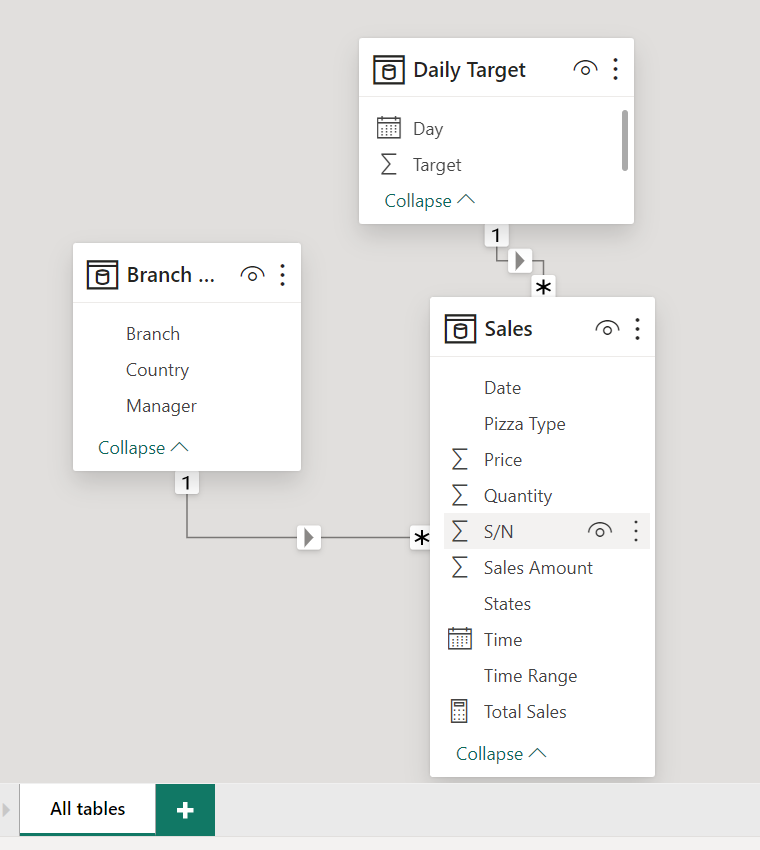 Daily Target
Day
Target
Collapse
1
*
Branch ...
Branch
Country
Manager
Collapse
1
*
Sales
Date
Pizza Type
Price
Quantity
S/N
Sales Amount
States
Time
Time Range
Total Sales
Collapse
All tables
+